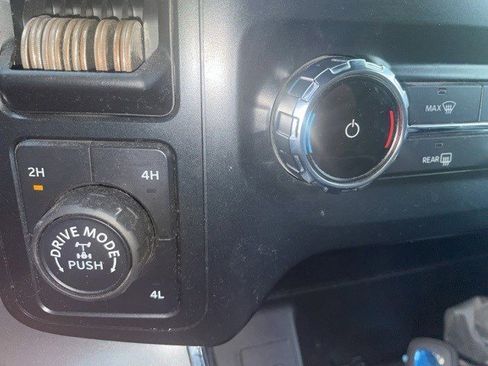 MAX
REAR
2H
4H
DRIVE MODE
PUSH
4L